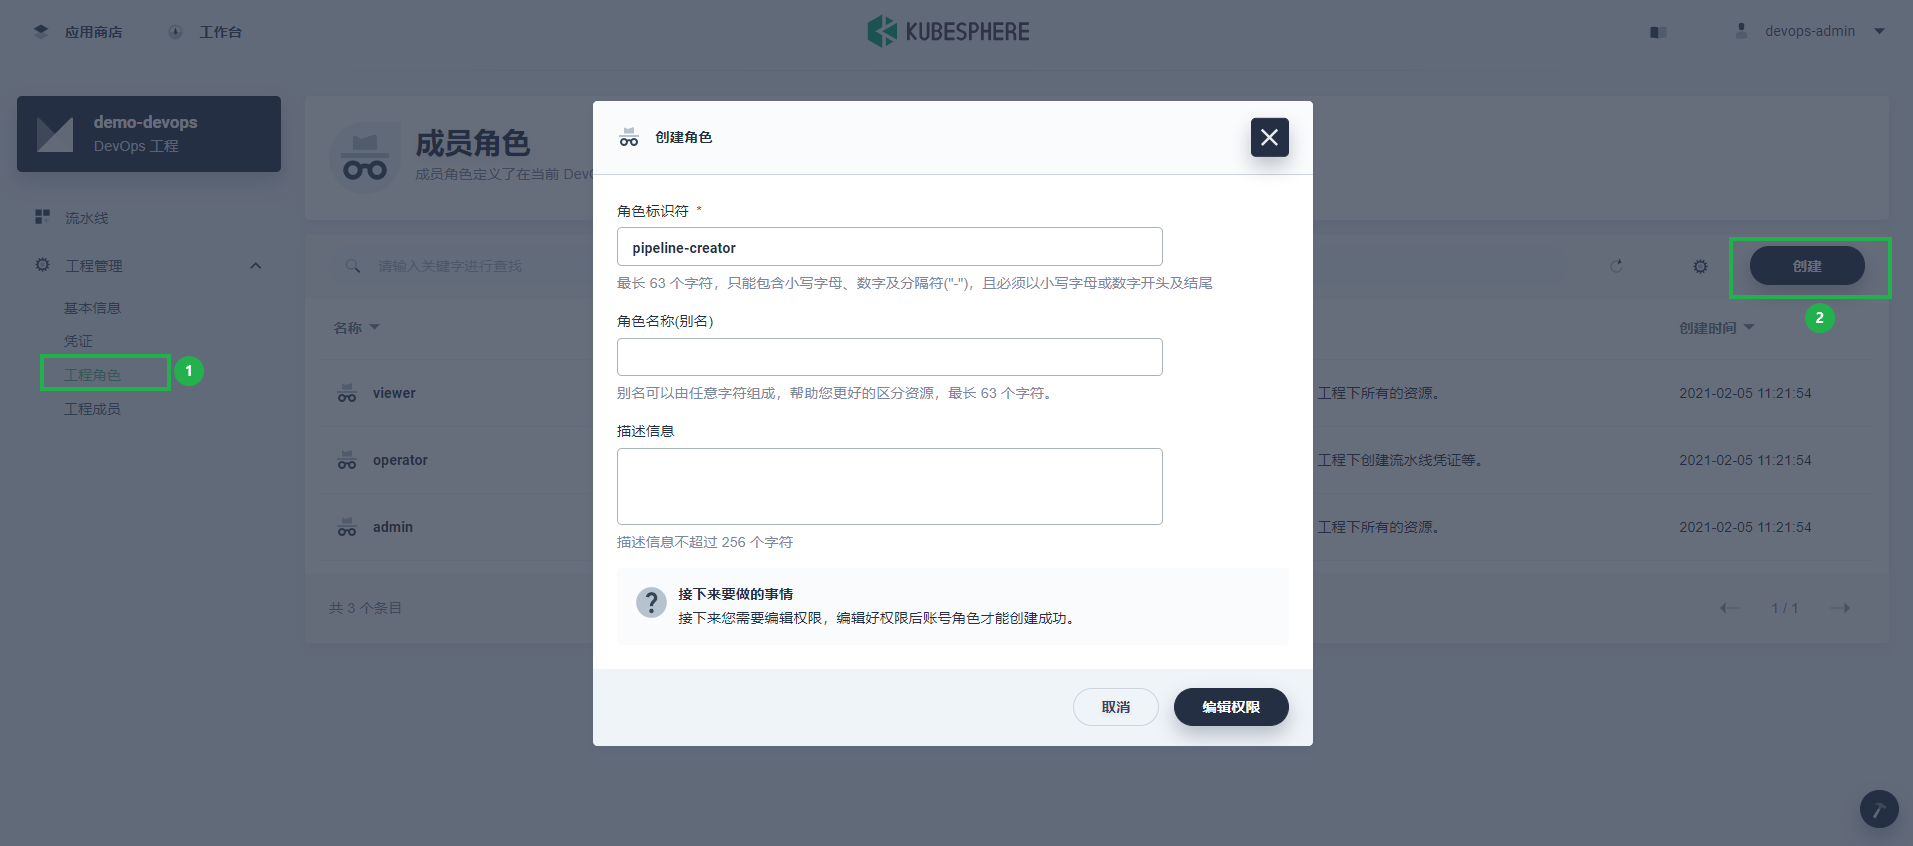 应用商店
工作台
KUBESPHERE
devops-admin
demo-devops
DevOps 工程
流水线
工程管理
基本信息
凭证
工程角色
1
工程成员
成员角色
成员角色定义了在当前 Dev
请输入关键字进行查找
创建
2
名称
创建时间
viewer
工程下所有的资源。
2021-02-05 11:21:54
operator
工程下创建流水线凭证等。
2021-02-05 11:21:54
admin
工程下所有的资源。
2021-02-05 11:21:54
共 3 个条目
1 / 1
创建角色
角色标识符 *
pipeline-creator
最长 63 个字符，只能包含小写字母、数字及分隔符("-")，且必须以小写字母或数字开头及结尾
角色名称(别名)
别名可以由任意字符组成，帮助您更好的区分资源，最长 63 个字符。
描述信息
描述信息不超过 256 个字符
接下来要做的事情
接下来您需要编辑权限，编辑好权限后账号角色才能创建成功。
取消
编辑权限